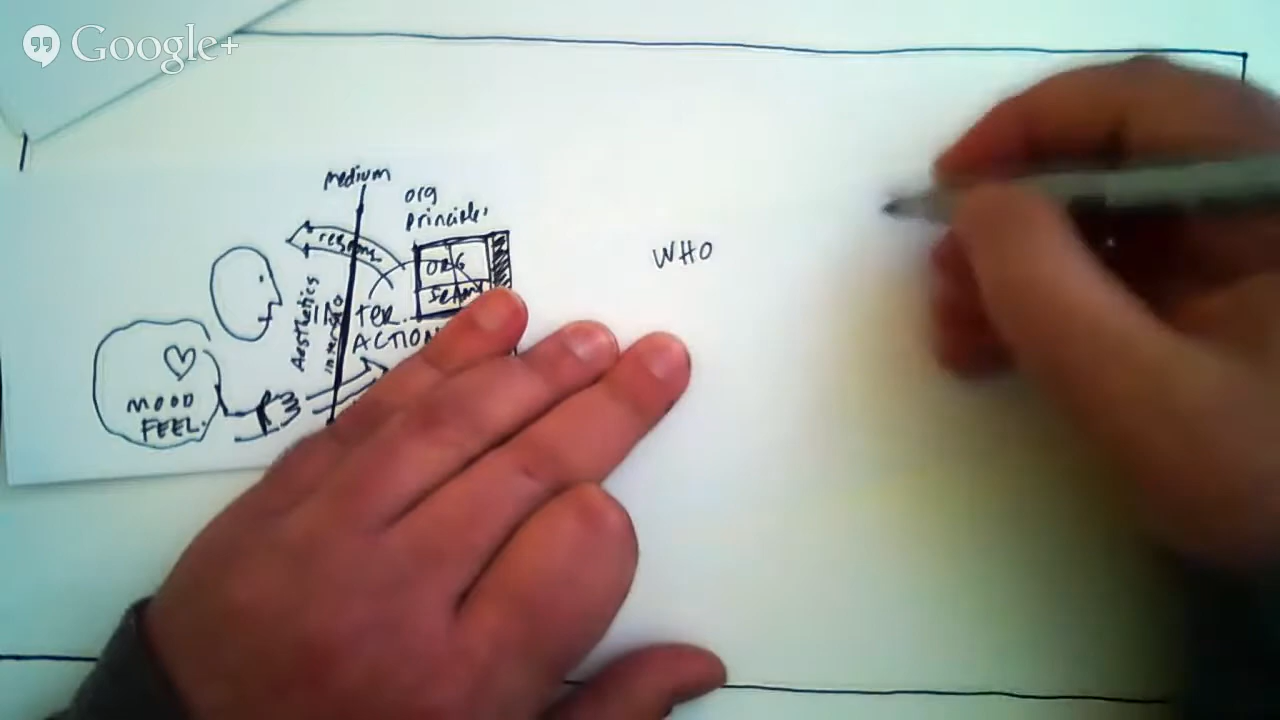 Google+
medium
org
principles
respons
ORG
Aesthetics
TER
ACTION
MOOD
FEEL.
WHO